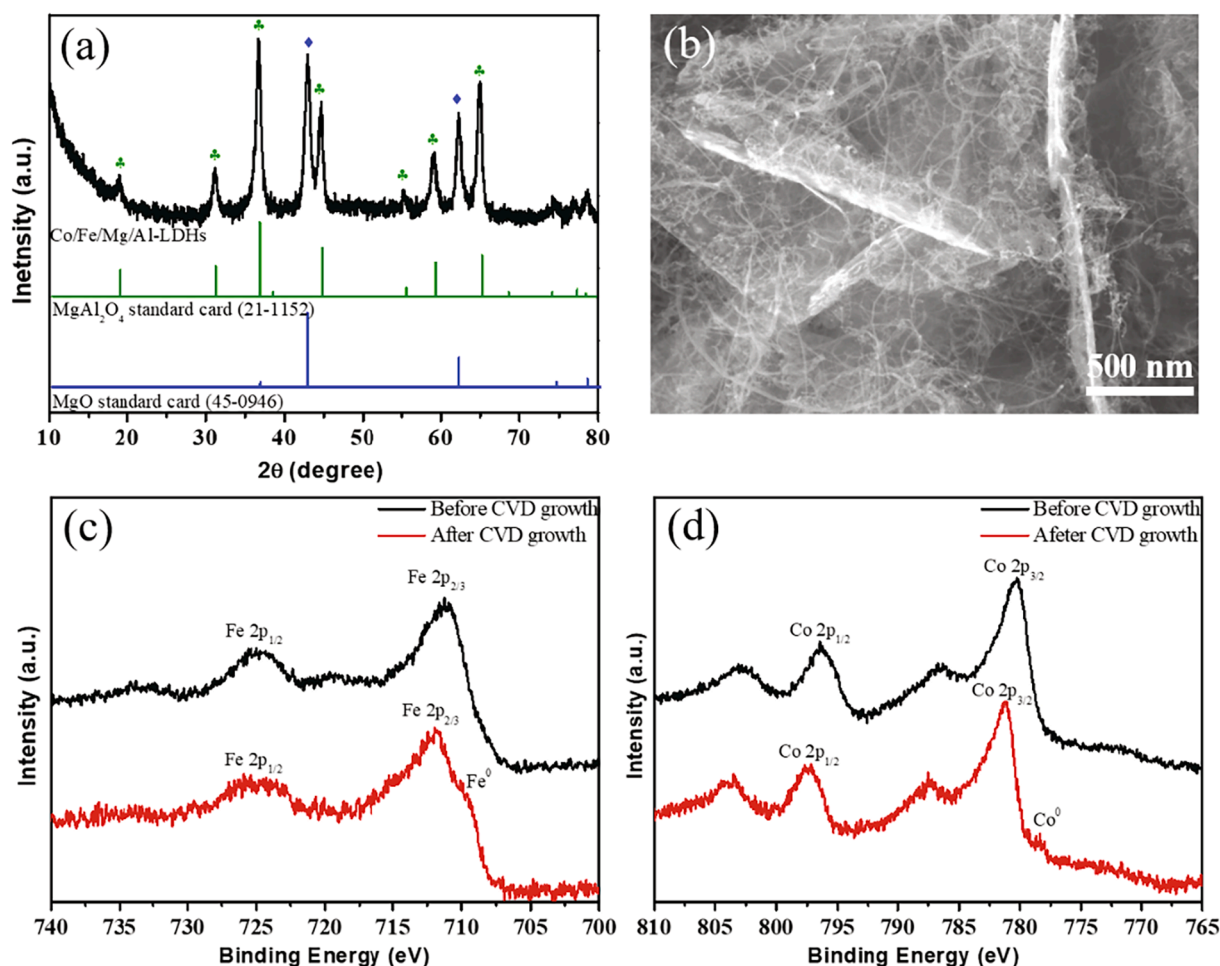 (a)
Inetnsity (a.u.)
Co/Fe/Mg/Al-LDHs
MgAl2O4 standard card (21-1152)
MgO standard card (45-0946)
10 20 30 40 50 60 70 80
2θ (degree)
(b)
500 nm
(c)
Before CVD growth
After CVD growth
Fe 2p2/3
Fe 2p1/2
Fe 2p2/3
Fe 2p1/2
Fe0
Intensity (a.u.)
740 735 730 725 720 715 710 705 700
Binding Energy (eV)
(d)
Before CVD growth
Afeter CVD growth
Co 2p3/2
Co 2p1/2
Co 2p3/2
Co 2p1/2
Co0
Intensity (a.u.)
810 805 800 795 790 785 780 775 770 765
Binding Energy (eV)